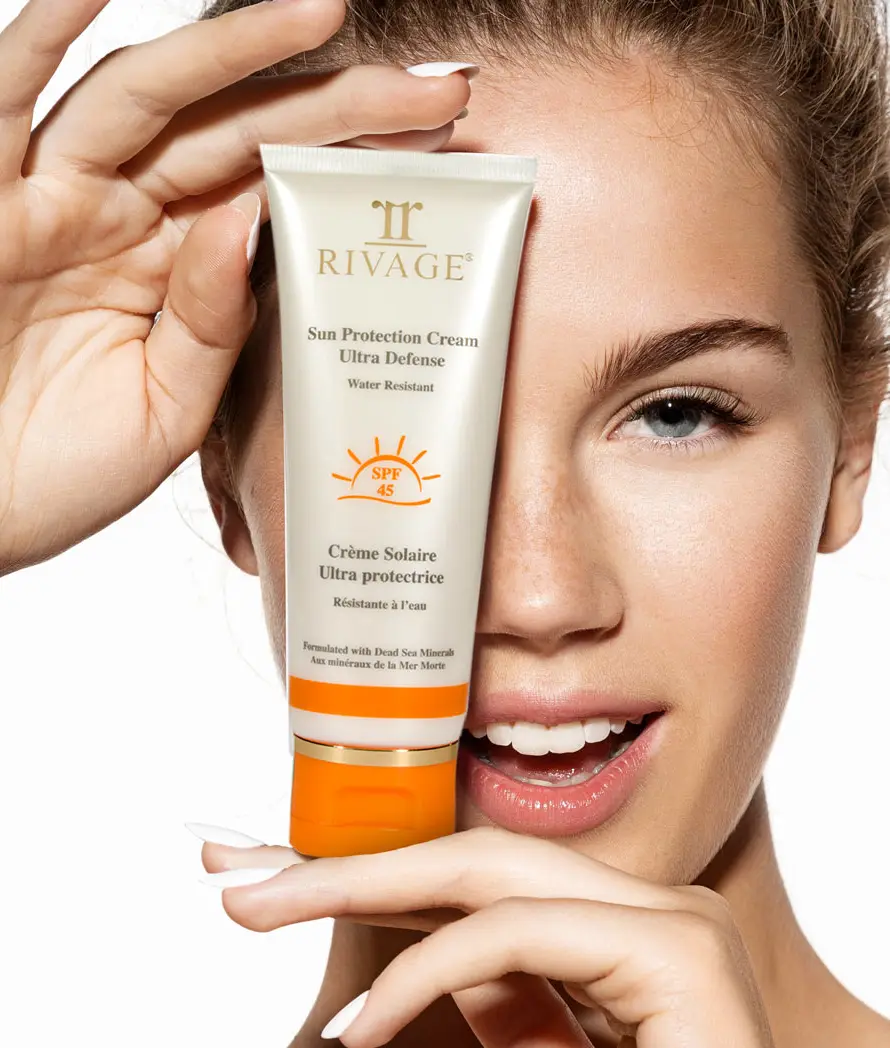 RIVAGE®
Sun Protection Cream
Ultra Defense
Water Resistant
SPF
45
Crème Solaire
Ultra protectrice
Résistante à l'eau
Formulated with Dead Sea Minerals
Aux minéraux de la Mer Morte